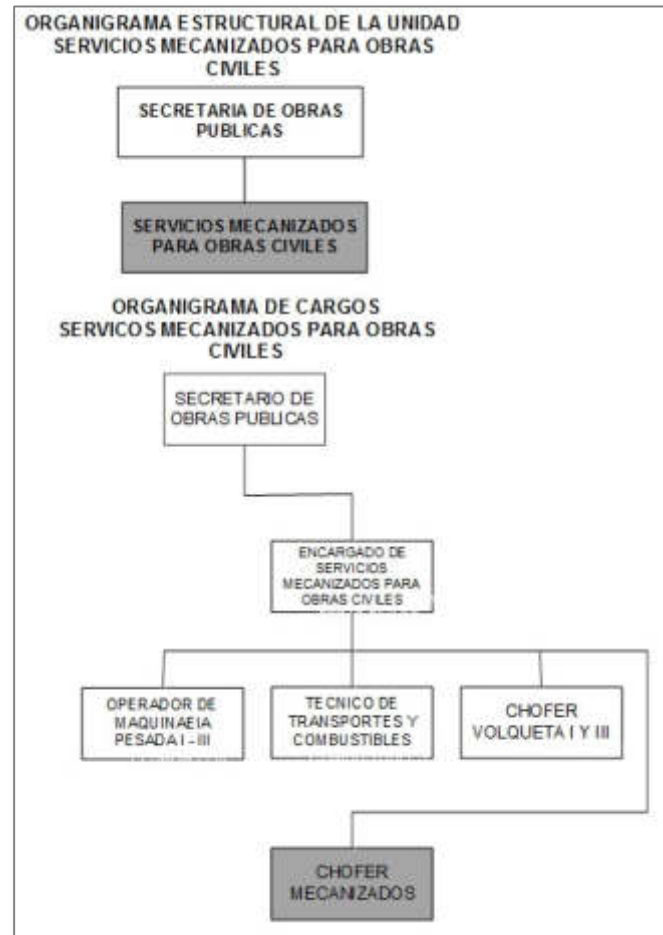 ORGANIGRAMA ESTRUCTURAL DE LA UNIDAD
SERVICIOS MECANIZADOS PARA OBRAS
CIVILES
SECRETARIA DE OBRAS
PUBLICAS
SERVICIOS MECANIZADOS
PARA OBRAS CIVILES
ORGANIGRAMA DE CARGOS
SERVICOS MECANIZADOS PARA OBRAS
CIVILES
SECRETARIO DE
OBRAS PUBLICAS
ENCARGADO DE
SERVICIOS
MECANIZADOS PARA
OBRAS CIVILES
OPERADOR DE
MAQUINAEIA
PESADA I - III
TECNICO DE
TRANSPORTES Y
COMBUSTIBLES
CHOFER
VOLQUETA I Y III
CHOFER
MECANIZADOS